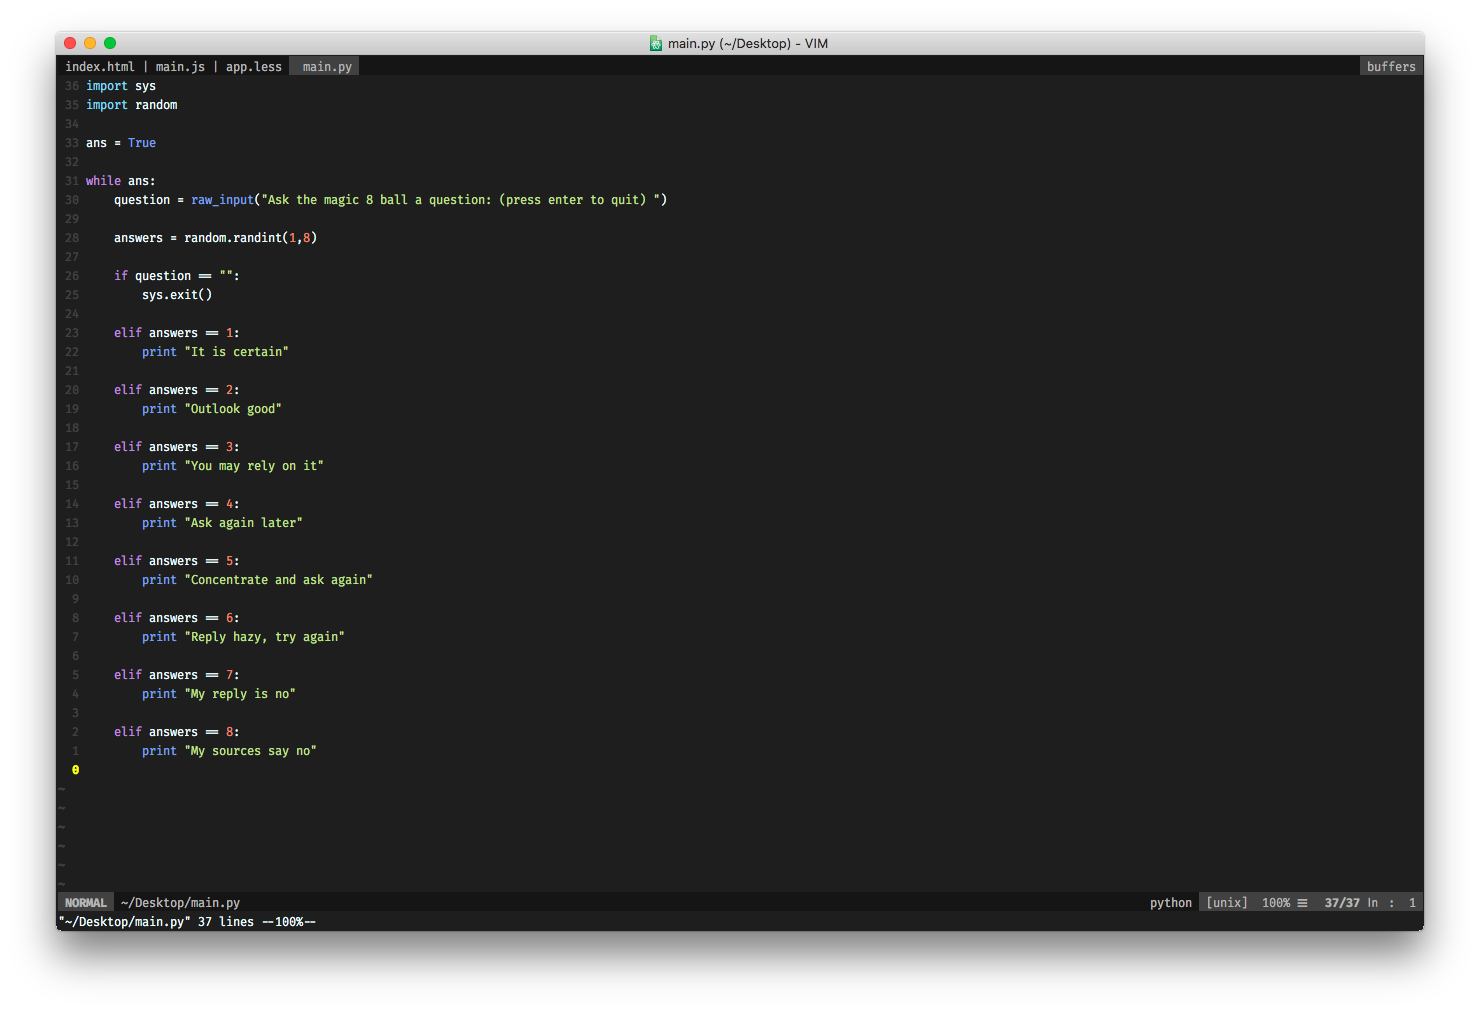 main.py (~/Desktop) - VIM
index.html | main.js | app.less main.py buffers
36 import sys
35 import random
34
33 ans = True
32
31 while ans:
30     question = raw_input("Ask the magic 8 ball a question: (press enter to quit) ")
29
28     answers = random.randint(1,8)
27
26     if question == "":
25         sys.exit()
24
23     elif answers == 1:
22         print "It is certain"
21
20     elif answers == 2:
19         print "Outlook good"
18
17     elif answers == 3:
16         print "You may rely on it"
15
14     elif answers == 4:
13         print "Ask again later"
12
11     elif answers == 5:
10         print "Concentrate and ask again"
9
8     elif answers == 6:
7         print "Reply hazy, try again"
6
5     elif answers == 7:
4         print "My reply is no"
3
2     elif answers == 8:
1         print "My sources say no"
0
~
~
~
~
~
~
NORMAL ~/Desktop/main.py python [unix] 100% ☰ 37/37 ln : 1
"~/Desktop/main.py" 37 lines --100%--